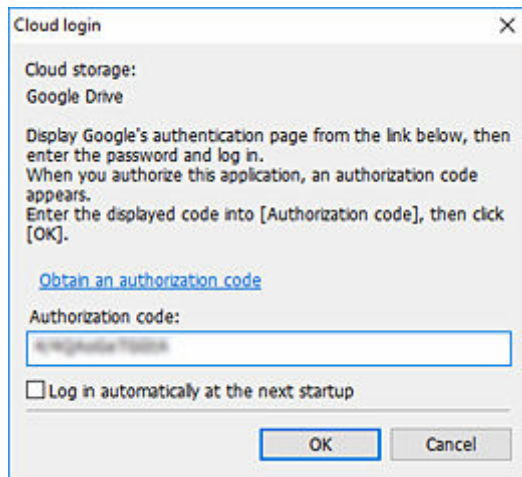 Cloud login
Cloud storage:
Google Drive
Display Google's authentication page from the link below, then
enter the password and log in.
When you authorize this application, an authorization code
appears.
Enter the displayed code into [Authorization code], then click
[OK].
Obtain an authorization code
Authorization code:
Log in automatically at the next startup
OK
Cancel